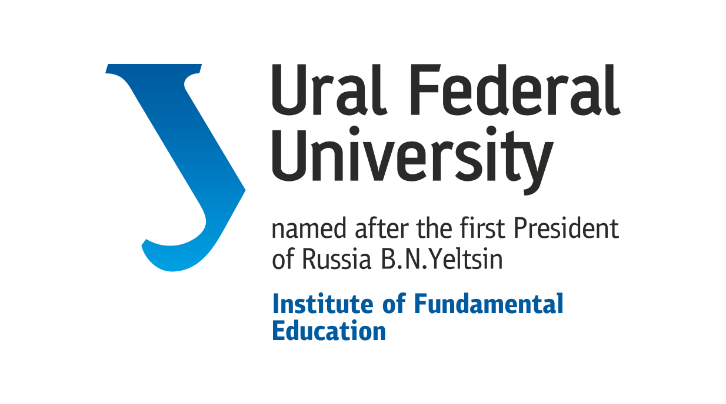 Ural Federal
University
named after the first President
of Russia B.N.Yeltsin
Institute of Fundamental
Education